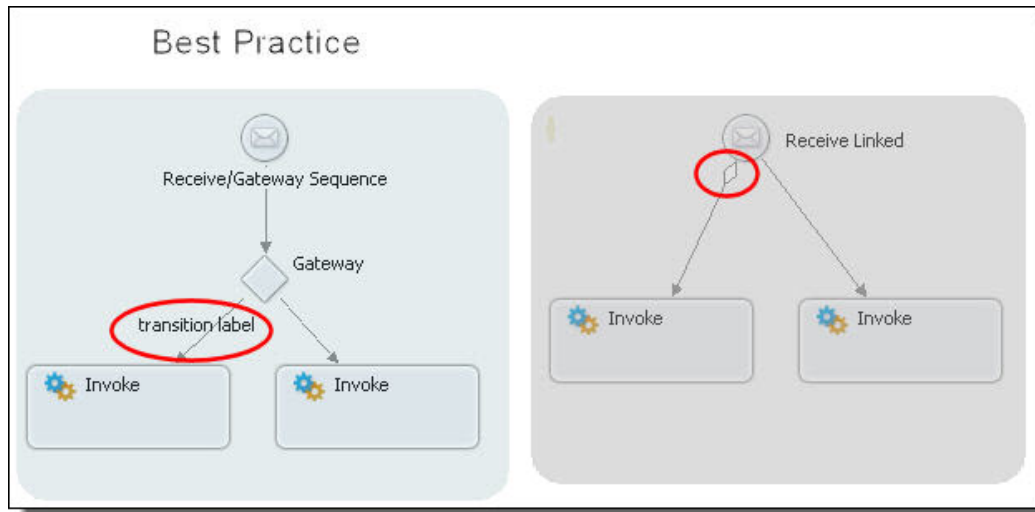 Best Practice
Receive/Gateway Sequence
Gateway
transition label
Invoke
Invoke
Receive Linked
Invoke
Invoke